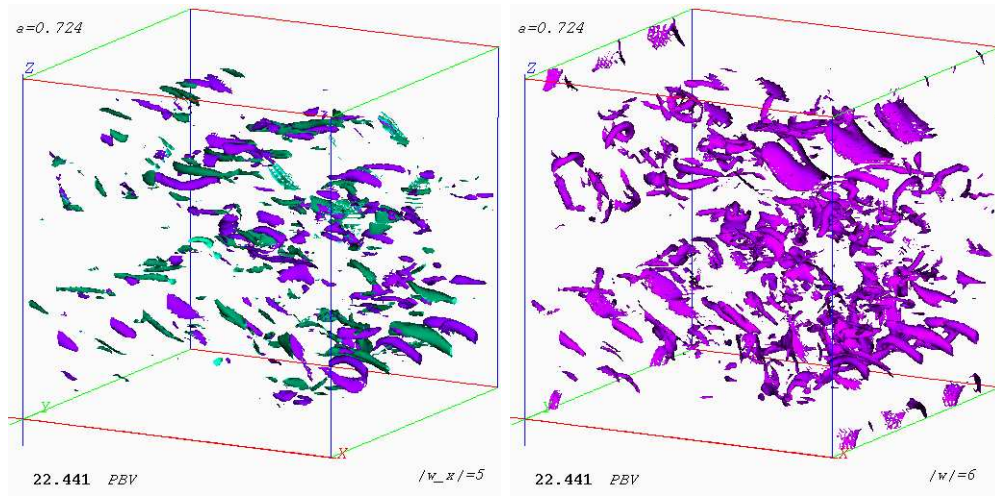 a=0.724
Z
Y
X
22.441 PBV
/w_x/=5
a=0.724
Z
Y
X
22.441 PBV
/w/=6